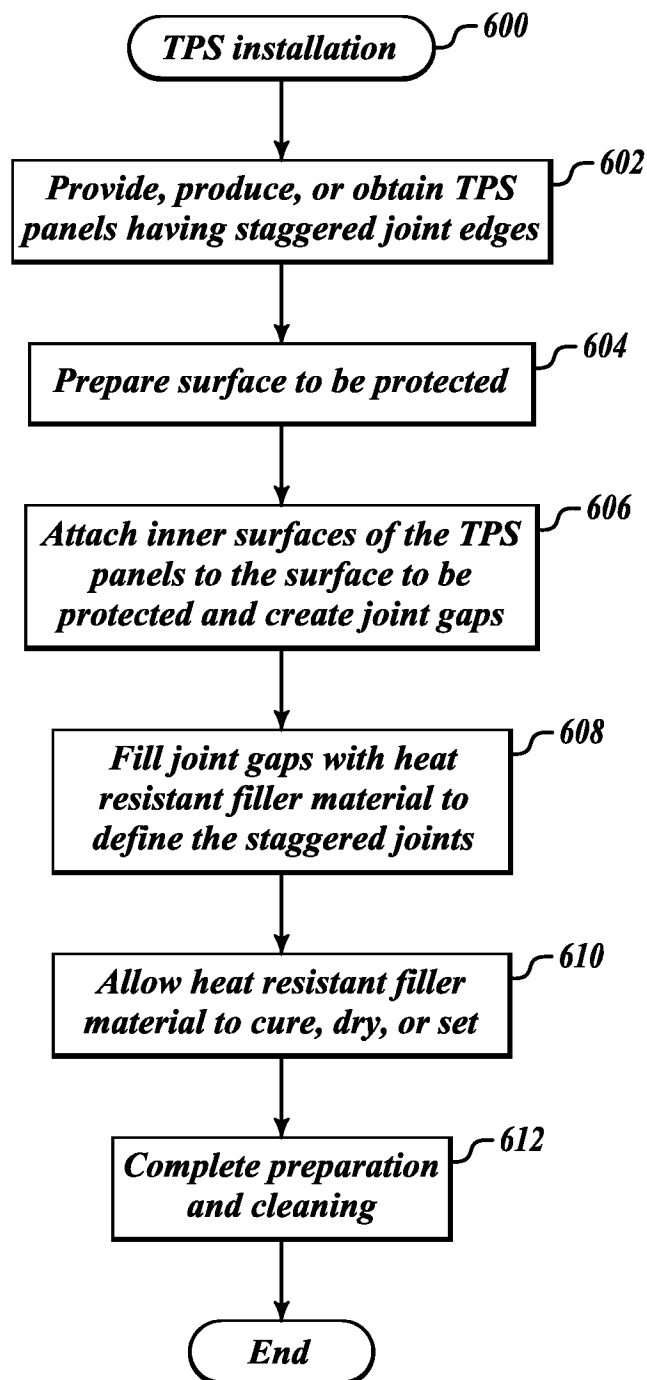 600
TPS installation
602
Provide, produce, or obtain TPS
panels having staggered joint edges
604
Prepare surface to be protected
606
Attach inner surfaces of the TPS
panels to the surface to be
protected and create joint gaps
608
Fill joint gaps with heat
resistant filler material to
define the staggered joints
610
Allow heat resistant filler
material to cure, dry, or set
612
Complete preparation
and cleaning
End